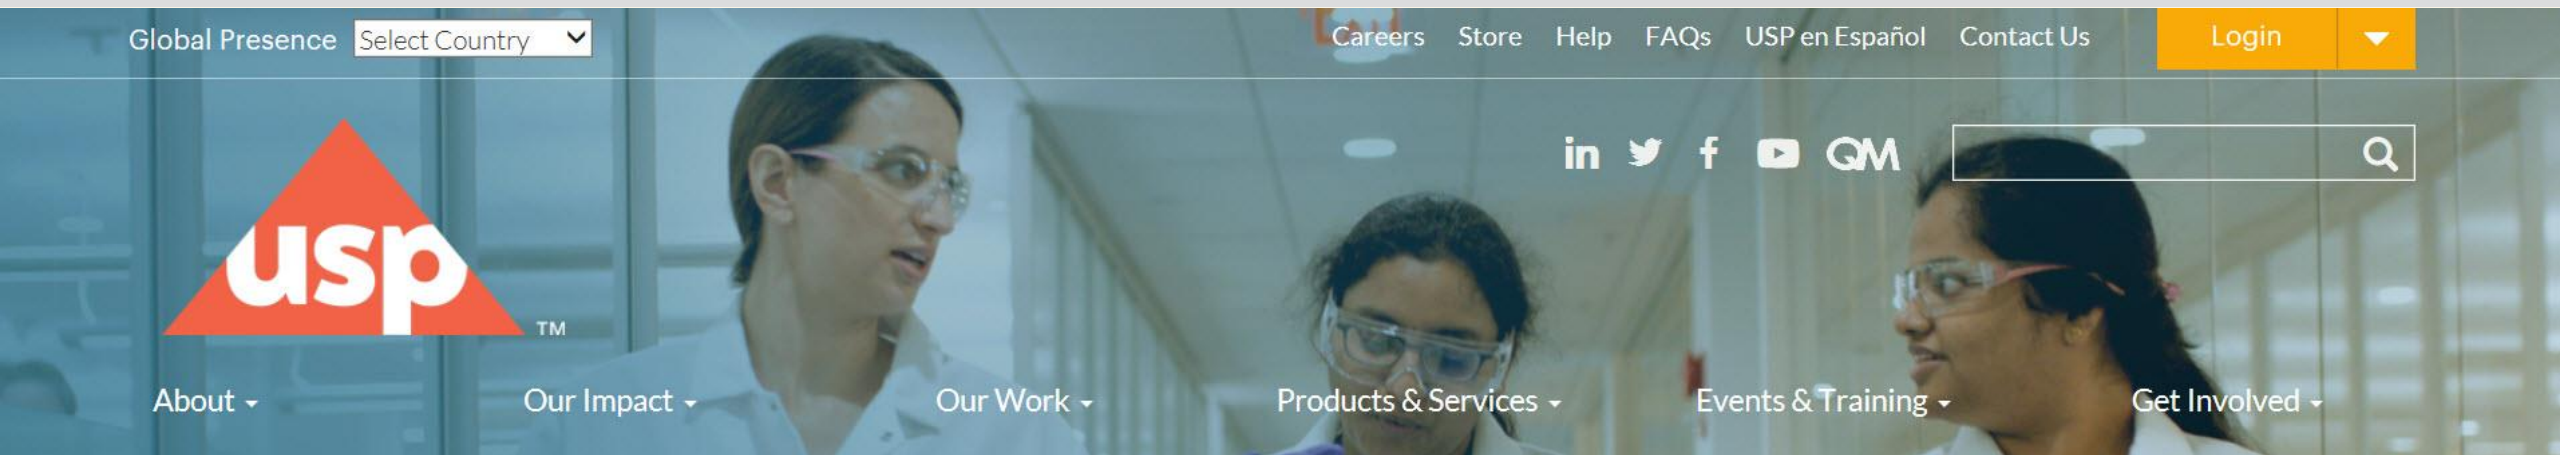 Global Presence Select Country Careers Store Help FAQs USP en Español Contact Us Login
in f QM
usp TM
About Our Impact Our Work Products & Services Events & Training Get Involved